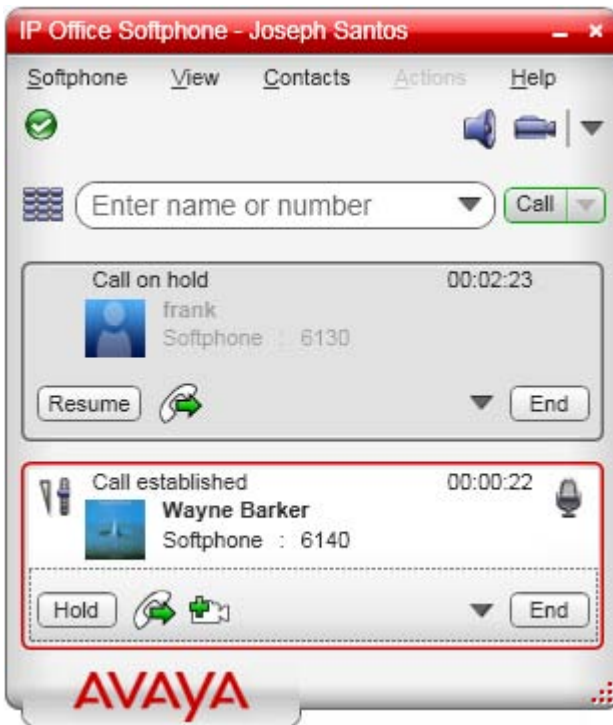 IP Office Softphone - Joseph Santos
Softphone View Contacts Actions Help
Enter name or number Call
Call on hold 00:02:23
frank
Softphone : 6130
Resume End
Call established 00:00:22
Wayne Barker
Softphone : 6140
Hold End
AVAYA